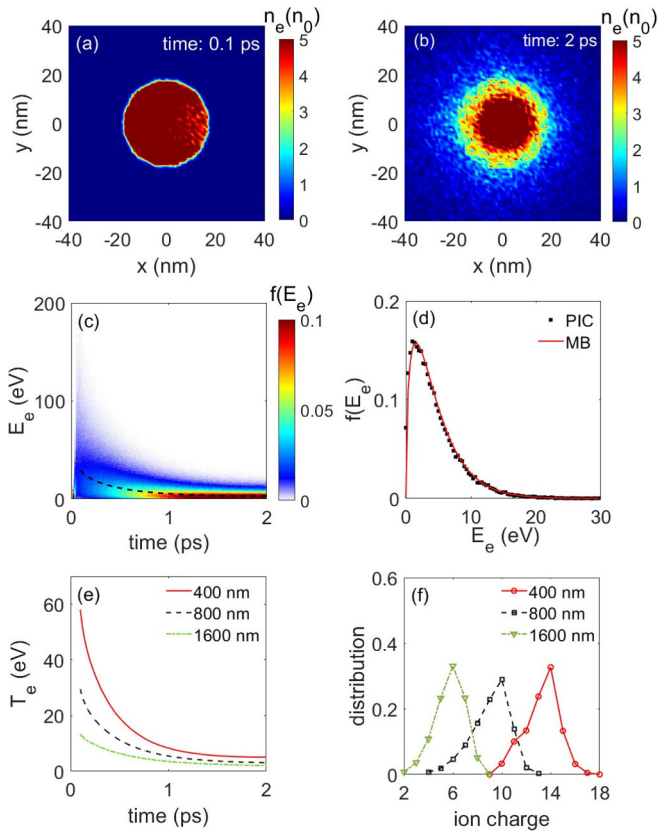 (a)
time: 0.1 ps
n_e(n_0)
40
20
0
-20
-40
y (nm)
-40 -20 0 20 40
x (nm)
5
4
3
2
1
0
(b)
time: 2 ps
n_e(n_0)
40
20
0
-20
-40
y (nm)
-40 -20 0 20 40
x (nm)
5
4
3
2
1
0
(c)
f(E_e)
200
100
0
E_e (eV)
0 1 2
time (ps)
0.1
0.05
0
(d)
PIC
MB
0.2
0.1
0
f(E_e)
0 10 20 30
E_e (eV)
(e)
400 nm
800 nm
1600 nm
60
40
20
0
T_e (eV)
0 1 2
time (ps)
(f)
400 nm
800 nm
1600 nm
0.6
0.4
0.2
0
distribution
2 6 10 14 18
ion charge